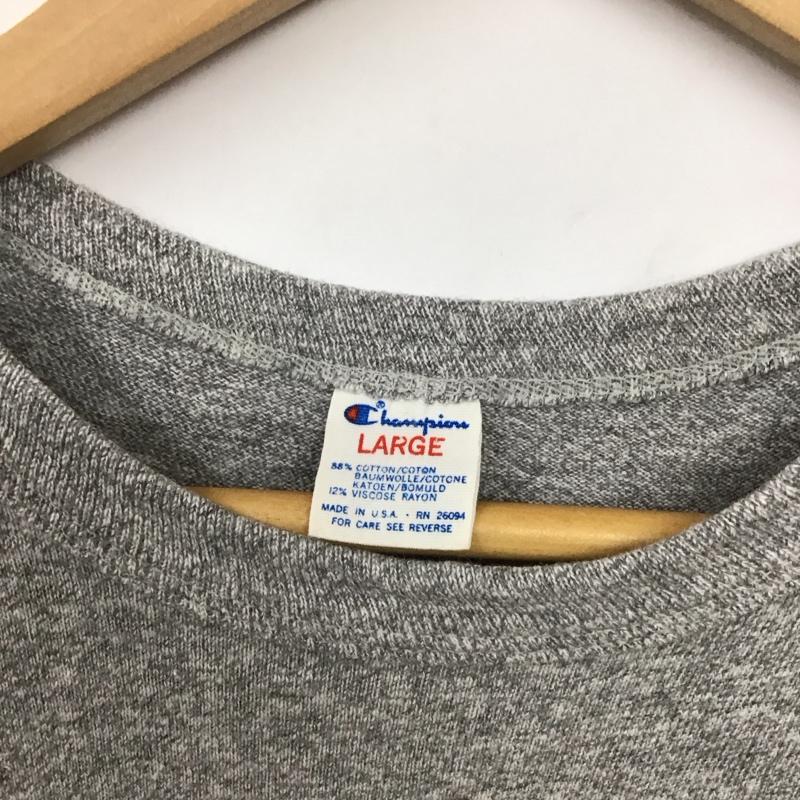 Champion®
LARGE
88% COTTON/COTON
BAUMWOLLE/COTONE
KATOEN/BOMULD
12% VISCOSE RAYON
MADE IN U.S.A. · RN 26094
FOR CARE SEE REVERSE